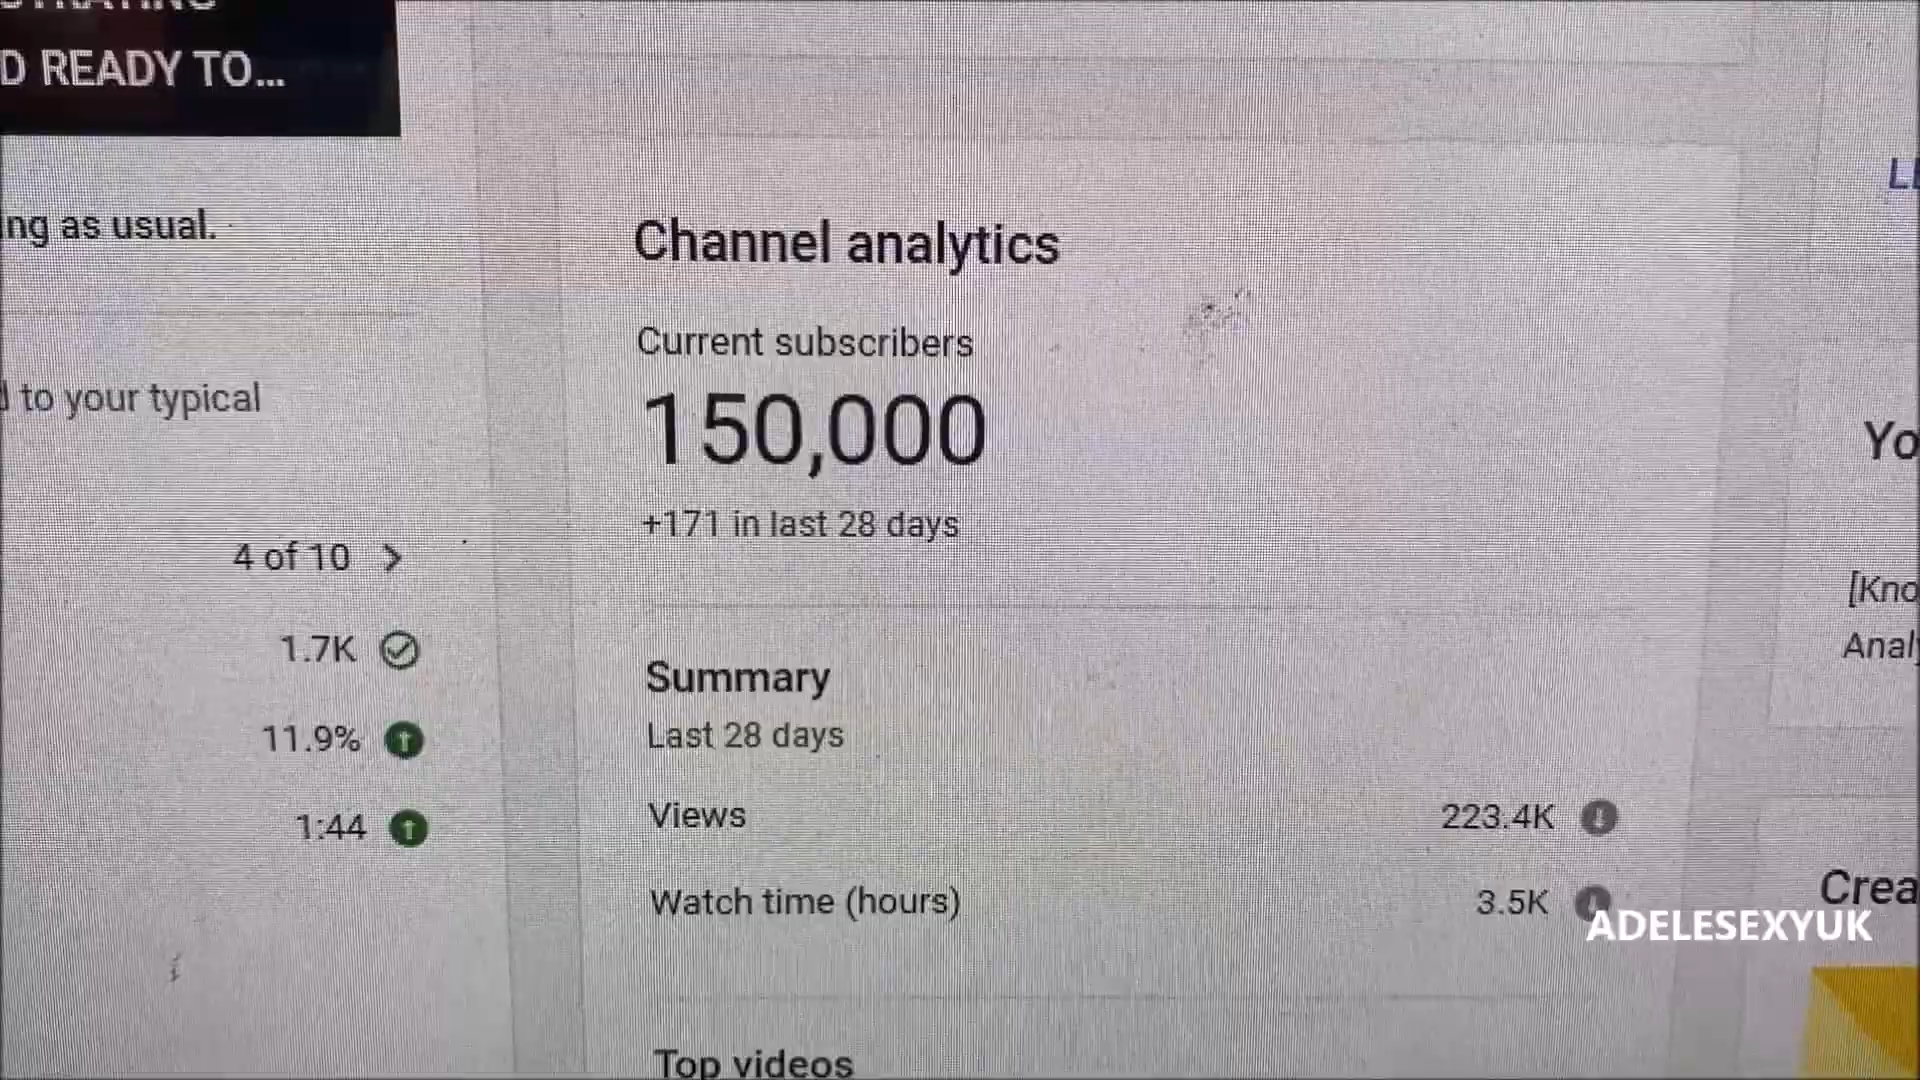 D READY TO...
ng as usual.
to your typical
4 of 10
1.7K
11.9%
1:44
Channel analytics
Current subscribers
150,000
+171 in last 28 days
Summary
Last 28 days
Views 223.4K
Watch time (hours) 3.5K
Top videos
LE
Yo
[Kno
Analy
Crea
ADELESEXYUK